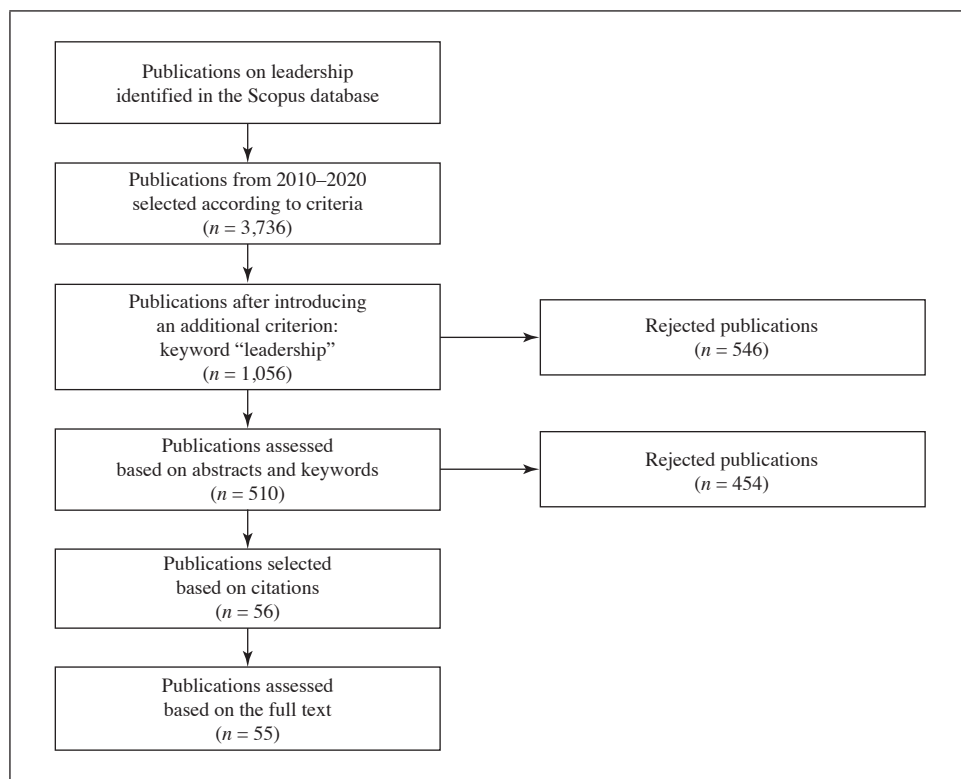 Publications on leadership
identified in the Scopus database
Publications from 2010–2020
selected according to criteria
(n = 3,736)
Publications after introducing
an additional criterion:
keyword “leadership”
(n = 1,056)
Rejected publications
(n = 546)
Publications assessed
based on abstracts and keywords
(n = 510)
Rejected publications
(n = 454)
Publications selected
based on citations
(n = 56)
Publications assessed
based on the full text
(n = 55)